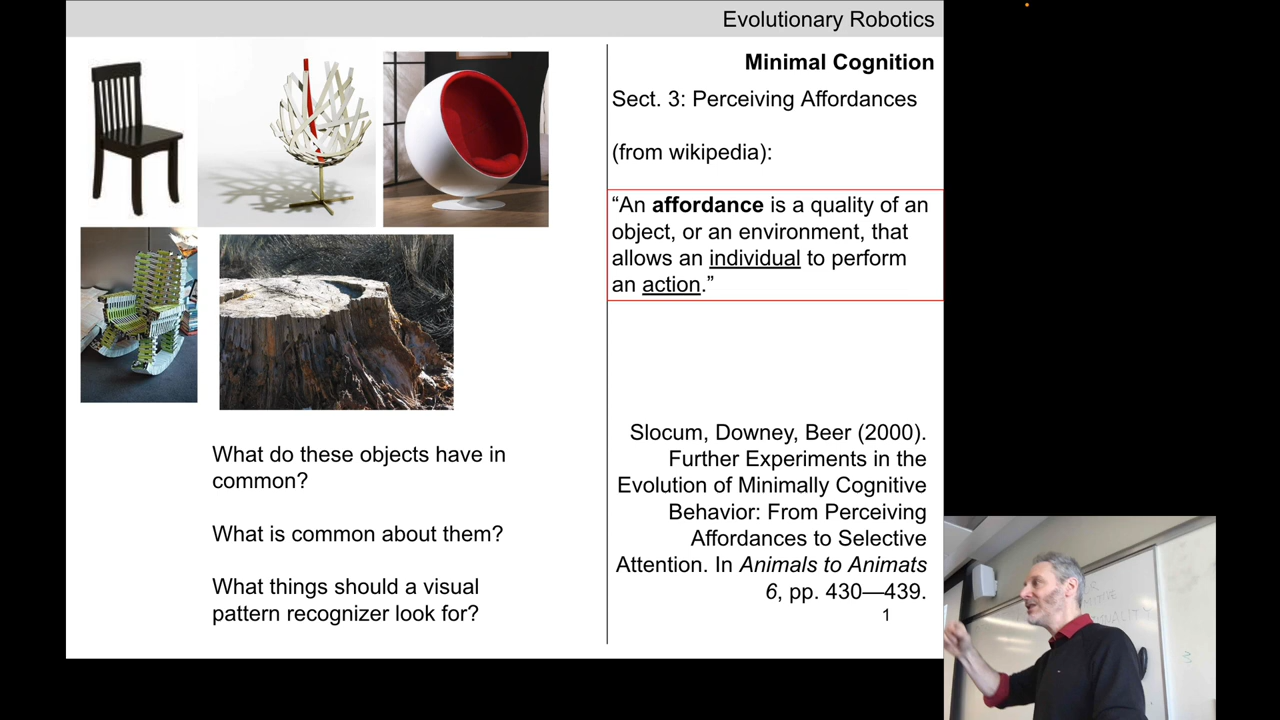 Evolutionary Robotics
Minimal Cognition
Sect. 3: Perceiving Affordances
(from wikipedia):
“An affordance is a quality of an
object, or an environment, that
allows an individual to perform
an action.”
What do these objects have in
common?
What is common about them?
What things should a visual
pattern recognizer look for?
Slocum, Downey, Beer (2000).
Further Experiments in the
Evolution of Minimally Cognitive
Behavior: From Perceiving
Affordances to Selective
Attention. In Animals to Animats
6, pp. 430—439.
1